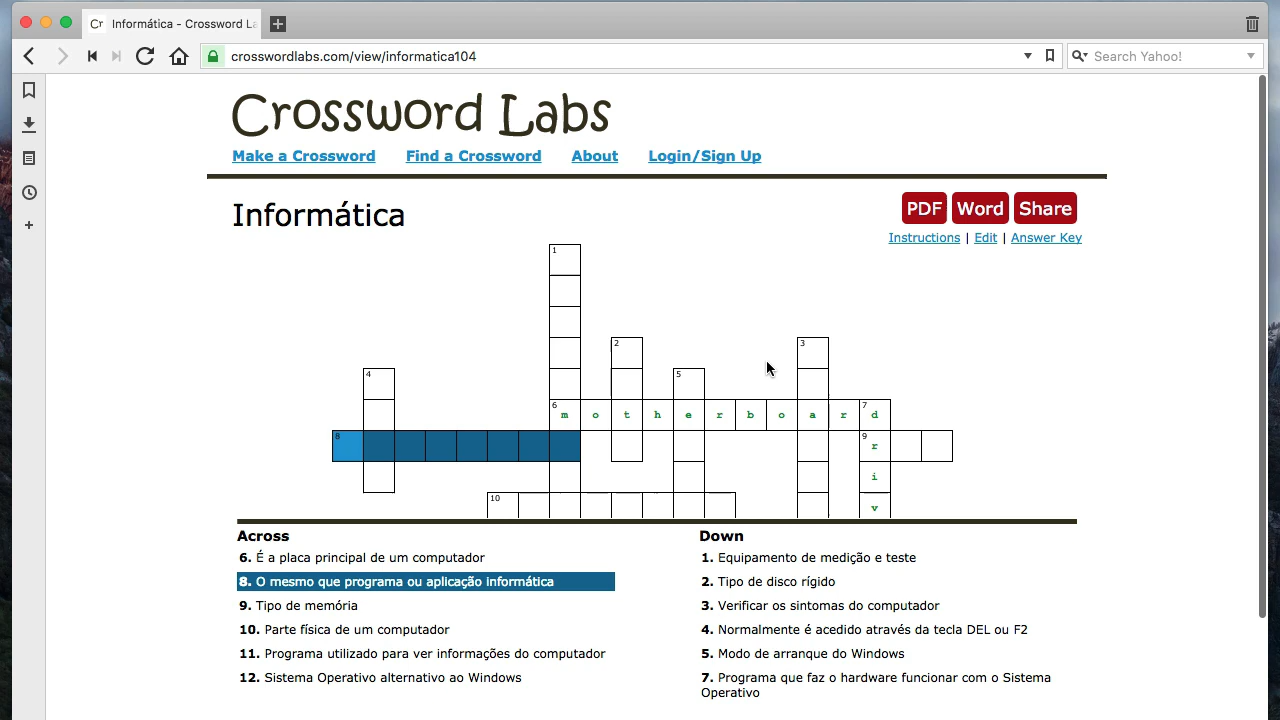 Cr Informática - Crossword La
crosswordlabs.com/view/informatica104
Search Yahoo!
Crossword Labs
Make a Crossword Find a Crossword About Login/Sign Up
Informática
PDF Word Share
Instructions | Edit | Answer Key
1
2 3
4 5
6 m o t h e r b o a r 7 d
8 9 r
i
10 v
Across
6. É a placa principal de um computador
8. O mesmo que programa ou aplicação informática
9. Tipo de memória
10. Parte física de um computador
11. Programa utilizado para ver informações do computador
12. Sistema Operativo alternativo ao Windows
Down
1. Equipamento de medição e teste
2. Tipo de disco rígido
3. Verificar os sintomas do computador
4. Normalmente é acedido através da tecla DEL ou F2
5. Modo de arranque do Windows
7. Programa que faz o hardware funcionar com o Sistema
Operativo